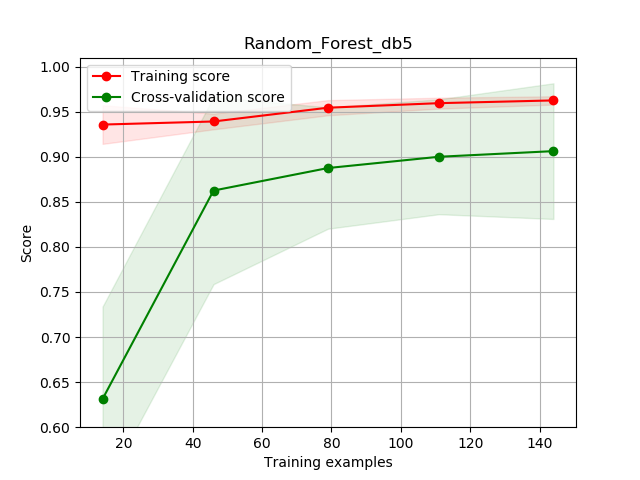 Random_Forest_db5
Training score
Cross-validation score
1.00
0.95
0.90
0.85
0.80
0.75
0.70
0.65
0.60
Score
20 40 60 80 100 120 140
Training examples